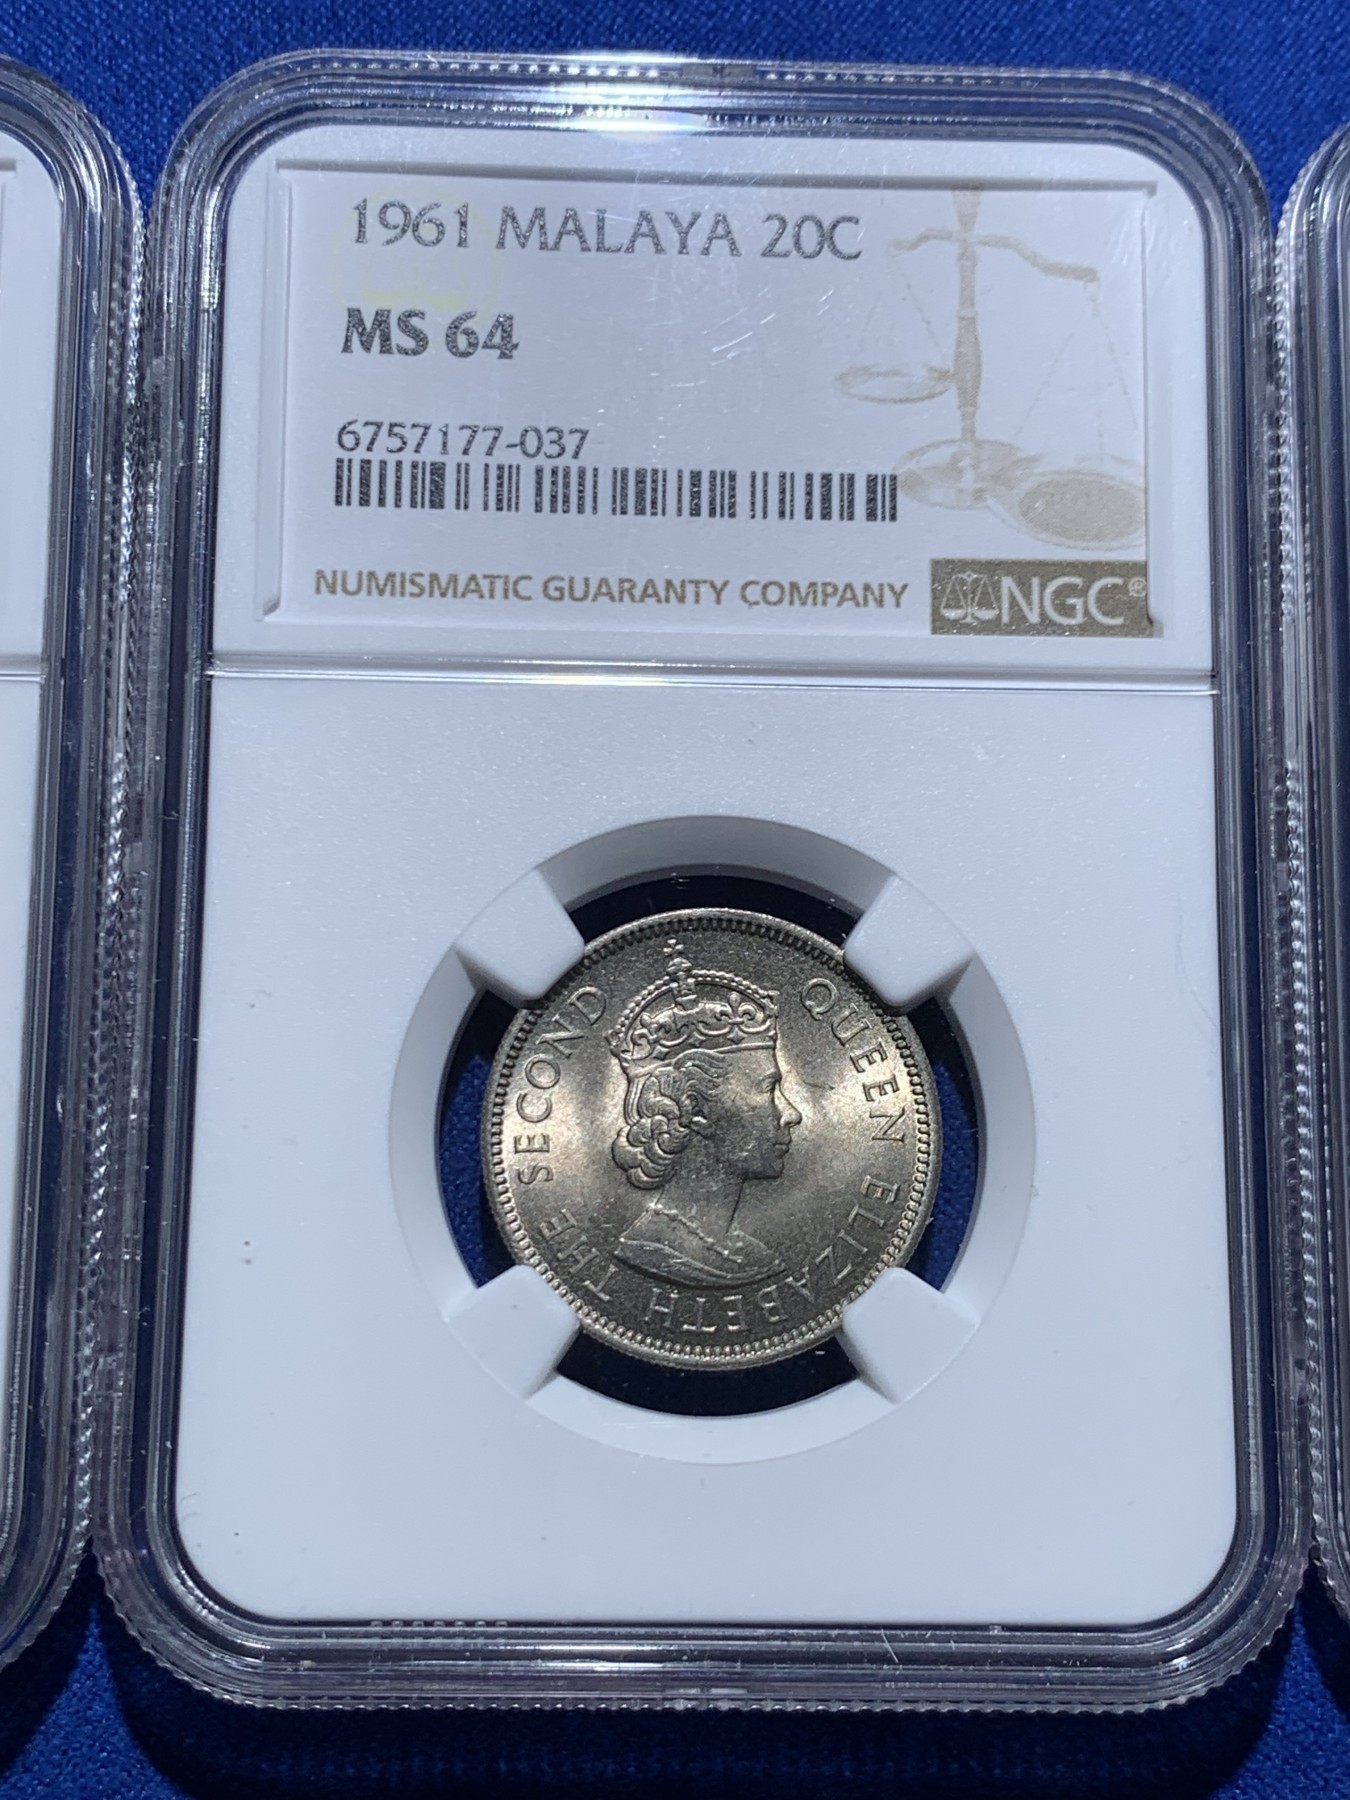 1961 MALAYA 20C
MS 64
6757177-037
NUMISMATIC GUARANTY COMPANY NGC®
QUEEN ELIZABETH THE SECOND